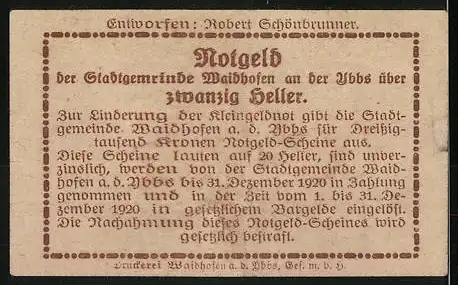 Entworfen: Robert Schönbrunner.
Notgeld
der Stadtgemeinde Waidhofen an der Ybbs über
zwanzig Heller.
Zur Linderung der Kleingeldnot gibt die Stadt-
gemeinde Waidhofen a. d. Ybbs für Dreißig-
tausend Kronen Notgeld-Scheine aus.
Diese Scheine lauten auf 20 Heller, sind unver-
zinslich, werden von der Stadtgemeinde Waid-
hofen a. d. Ybbs bis 31. Dezember 1920 in Zahlung
genommen und in der Zeit vom 1. bis 31. De-
zember 1920 in gesetzlichem Bargelde eingelöst.
Die Nachahmung dieses Notgeld-Scheines wird
gesetzlich bestraft.
Druckerei Waidhofen a. d. Ybbs, Ges. m. b. H.